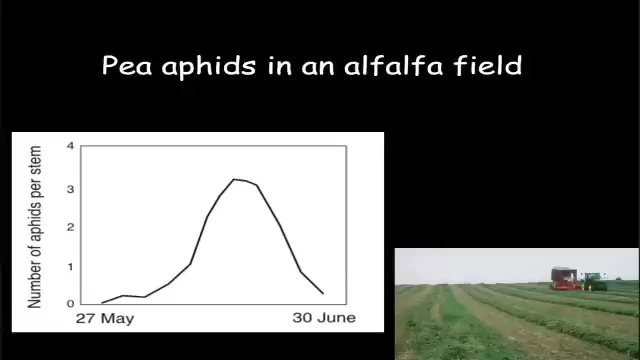 Pea aphids in an alfalfa field
Number of aphids per stem
4
3
2
1
0
27 May
30 June